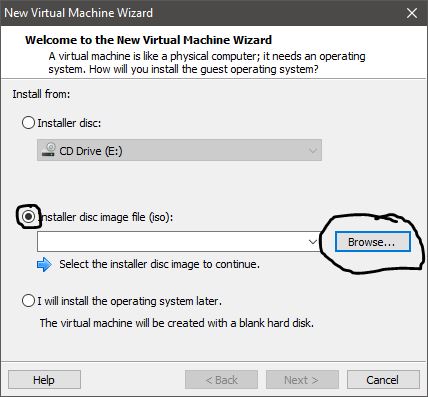 New Virtual Machine Wizard
Welcome to the New Virtual Machine Wizard
A virtual machine is like a physical computer; it needs an operating
system. How will you install the guest operating system?
Install from:
Installer disc:
CD Drive (E:)
Installer disc image file (iso):
Browse...
Select the installer disc image to continue.
I will install the operating system later.
The virtual machine will be created with a blank hard disk.
Help
< Back
Next >
Cancel